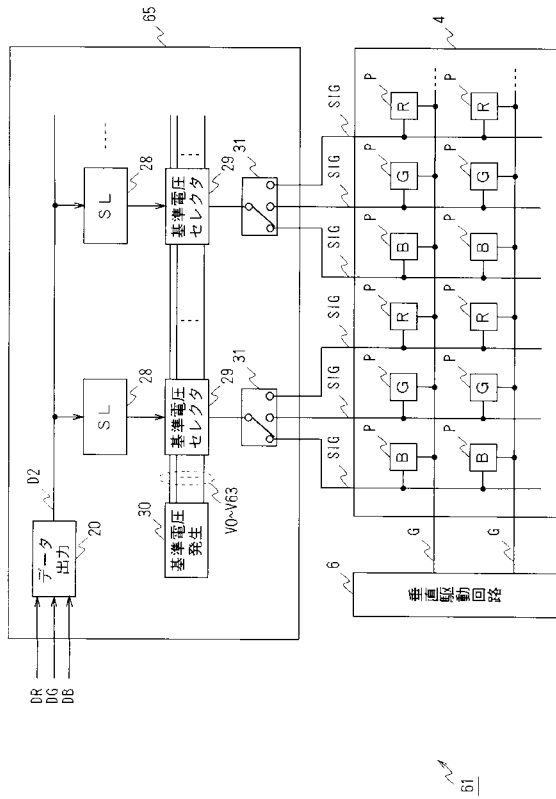 65
D2
DR
DG
DB
データ
出力
20
SL
28
SL
28
30
基準電圧
発生
V0~V63
基準電圧
セレクタ
29
基準電圧
セレクタ
29
31
31
SIG
SIG
SIG
SIG
SIG
SIG
4
6
垂直駆動回路
G
G
P
B
P
G
P
R
P
B
P
G
P
R
P
B
P
G
P
R
P
B
P
G
P
R
61